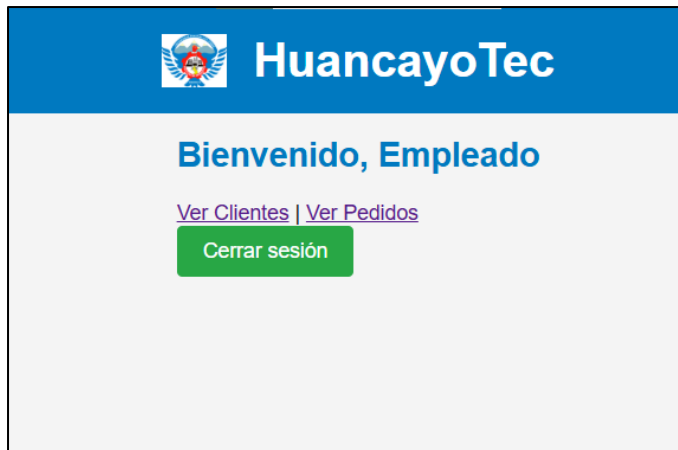 HuancayoTec
Bienvenido, Empleado
Ver Clientes | Ver Pedidos
Cerrar sesión